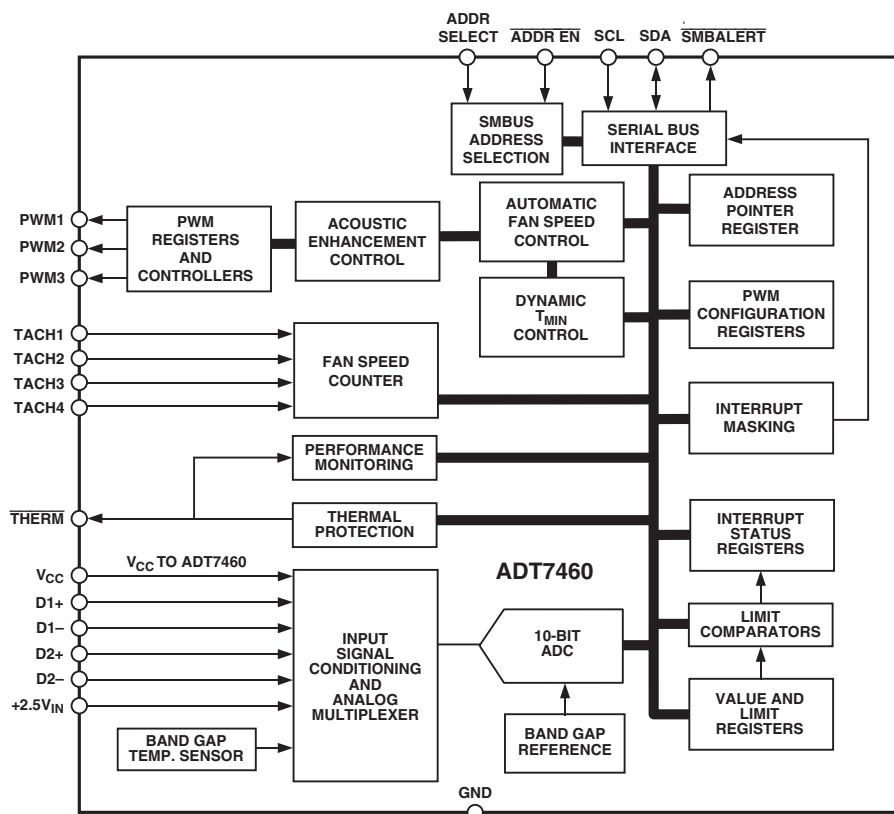 ADDR
SELECT
ADDR EN
SCL
SDA
SMBALERT
SMBUS
ADDRESS
SELECTION
SERIAL BUS
INTERFACE
PWM1
PWM2
PWM3
PWM
REGISTERS
AND
CONTROLLERS
ACOUSTIC
ENHANCEMENT
CONTROL
AUTOMATIC
FAN SPEED
CONTROL
ADDRESS
POINTER
REGISTER
DYNAMIC
TMIN
CONTROL
PWM
CONFIGURATION
REGISTERS
TACH1
TACH2
TACH3
TACH4
FAN SPEED
COUNTER
INTERRUPT
MASKING
PERFORMANCE
MONITORING
THERM
THERMAL
PROTECTION
INTERRUPT
STATUS
REGISTERS
VCC
VCC TO ADT7460
D1+
D1–
D2+
D2–
+2.5VIN
INPUT
SIGNAL
CONDITIONING
AND
ANALOG
MULTIPLEXER
ADT7460
10-BIT
ADC
LIMIT
COMPARATORS
BAND GAP
TEMP. SENSOR
BAND GAP
REFERENCE
VALUE AND
LIMIT
REGISTERS
GND